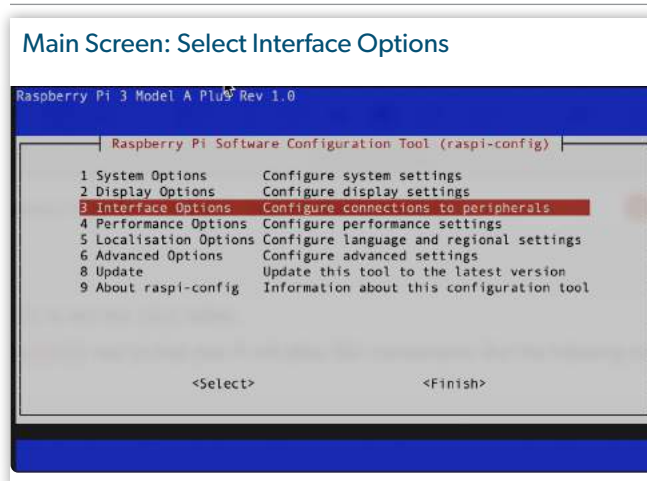 Main Screen: Select Interface Options
Raspberry Pi 3 Model A Plus Rev 1.0
Raspberry Pi Software Configuration Tool (raspi-config)
1 System Options Configure system settings
2 Display Options Configure display settings
3 Interface Options Configure connections to peripherals
4 Performance Options Configure performance settings
5 Localisation Options Configure language and regional settings
6 Advanced Options Configure advanced settings
8 Update Update this tool to the latest version
9 About raspi-config Information about this configuration tool
<Select> <Finish>